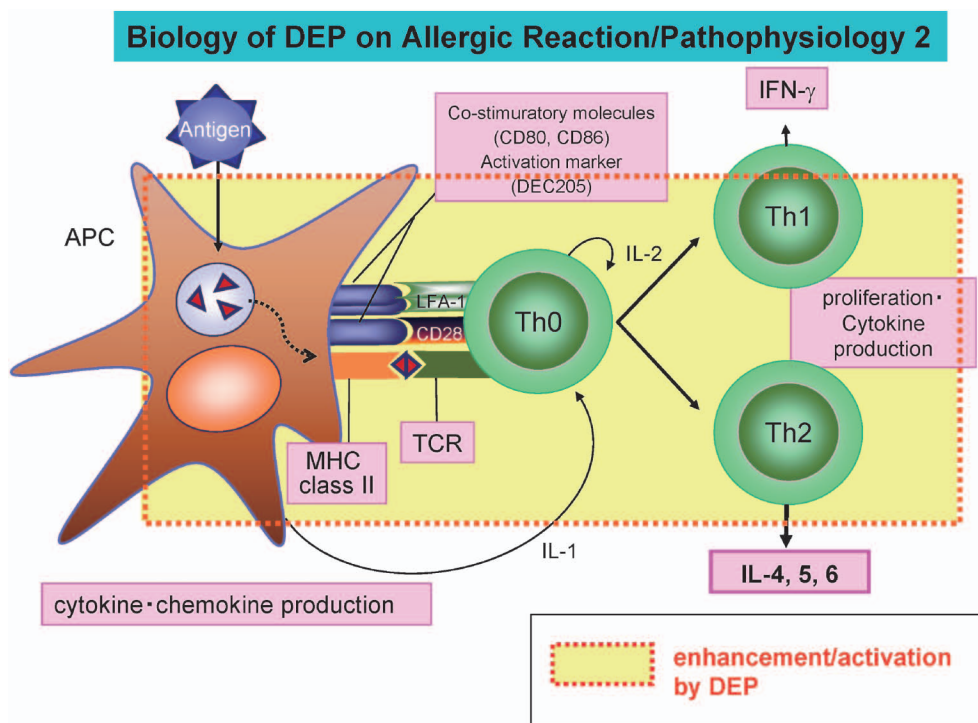 Biology of DEP on Allergic Reaction/Pathophysiology 2
Antigen
APC
Co-stimuratory molecules
(CD80, CD86)
Activation marker
(DEC205)
IFN-γ
Th1
IL-2
LFA-1
CD28
Th0
proliferation・
Cytokine
production
Th2
MHC
class II
TCR
IL-1
IL-4, 5, 6
cytokine・chemokine production
enhancement/activation
by DEP